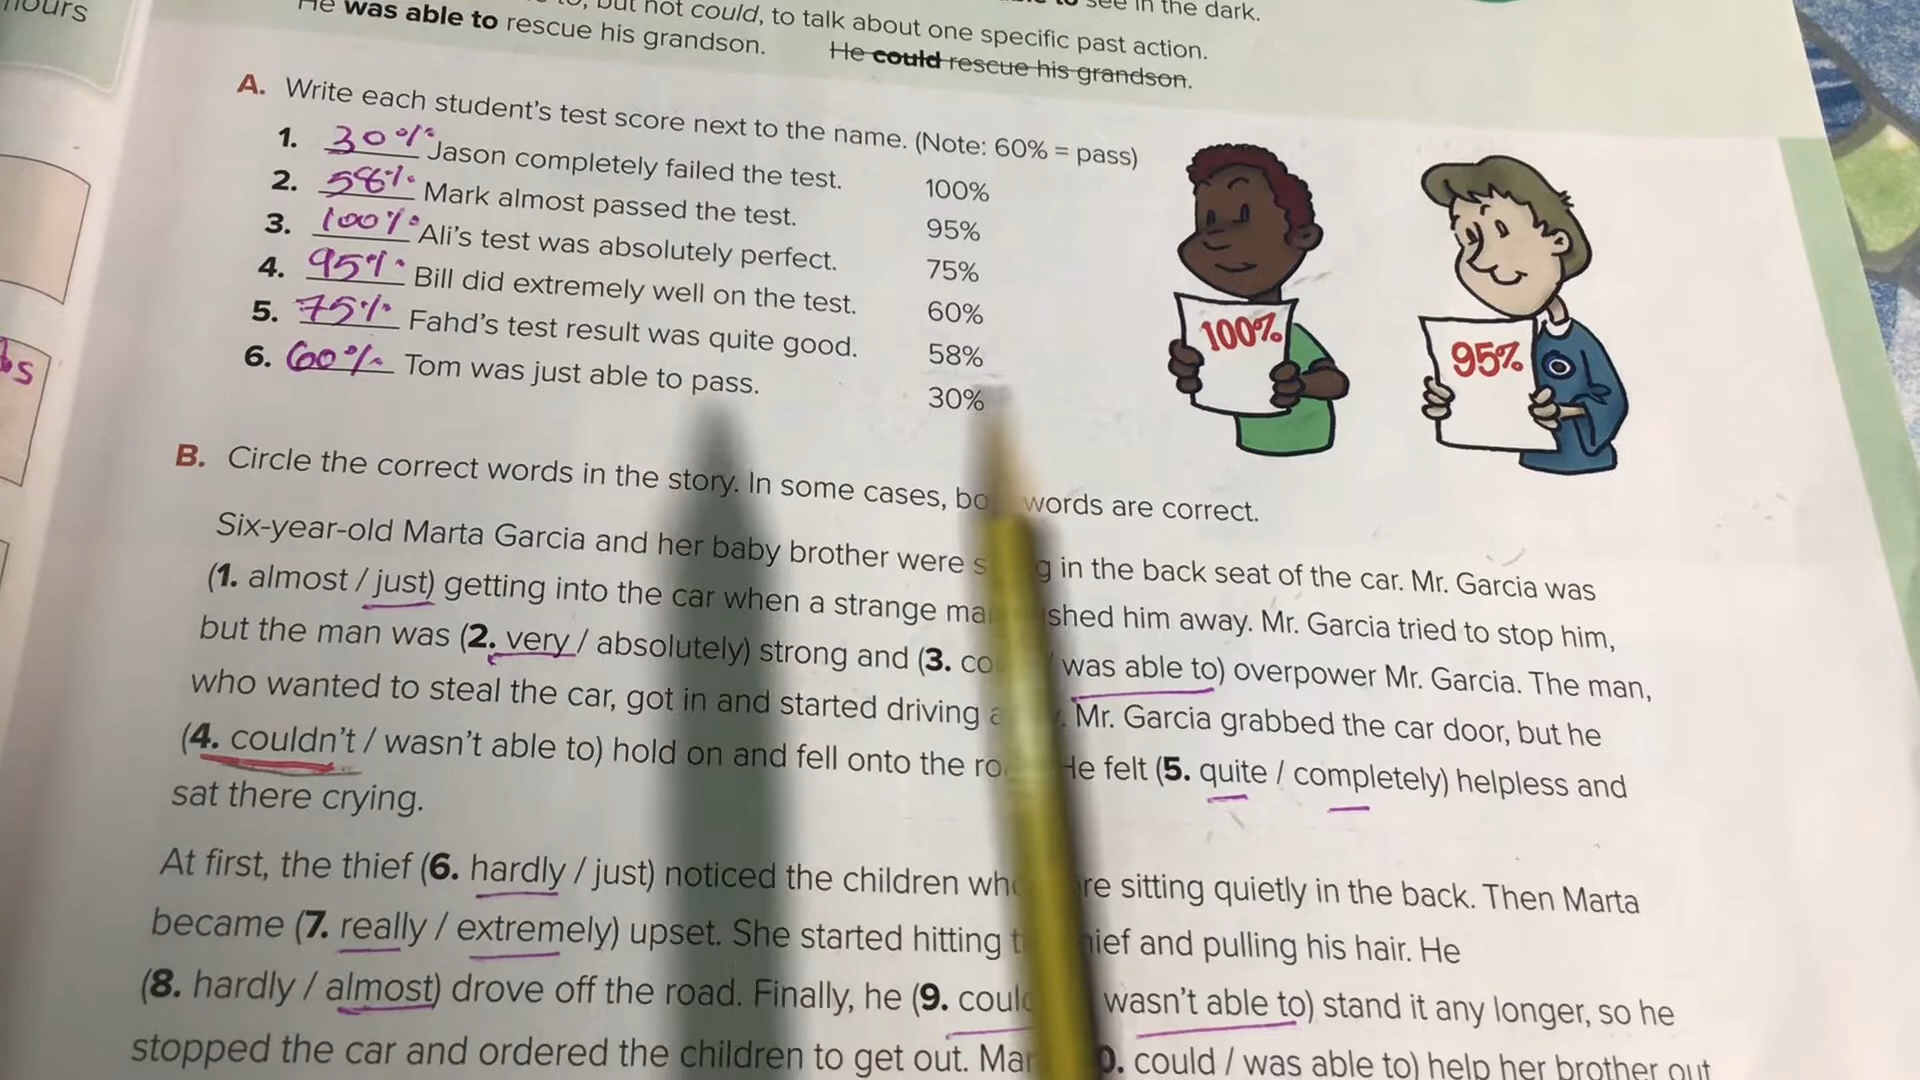 hours
but not could, to talk about one specific past action.
see in the dark.
He was able to rescue his grandson. He could rescue his grandson.
A. Write each student's test score next to the name. (Note: 60% = pass)
1. 30% Jason completely failed the test. 100%
2. 58% Mark almost passed the test. 95%
3. 100% Ali's test was absolutely perfect. 75%
4. 95% Bill did extremely well on the test. 60%
5. 75% Fahd's test result was quite good. 58%
6. 60% Tom was just able to pass. 30%
100%
95%
B. Circle the correct words in the story. In some cases, words are correct.
Six-year-old Marta Garcia and her baby brother were in the back seat of the car. Mr. Garcia was
(1. almost / just) getting into the car when a strange him away. Mr. Garcia tried to stop him,
but the man was (2. very / absolutely) strong and (3. was able to) overpower Mr. Garcia. The man,
who wanted to steal the car, got in and started driving Mr. Garcia grabbed the car door, but he
(4. couldn't / wasn't able to) hold on and fell onto the He felt (5. quite / completely) helpless and
sat there crying.
At first, the thief (6. hardly / just) noticed the children sitting quietly in the back. Then Marta
became (7. really / extremely) upset. She started hitting and pulling his hair. He
(8. hardly / almost) drove off the road. Finally, he (9. wasn't able to) stand it any longer, so he
stopped the car and ordered the children to get out. could / was able to) help her brother out